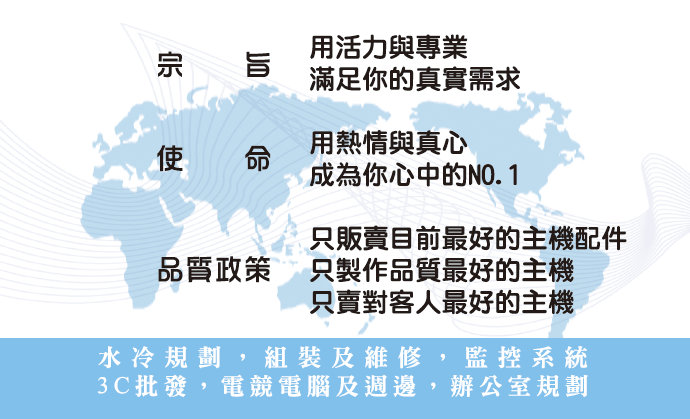 宗旨 用活力與專業
滿足你的真實需求
使命 用熱情與真心
成為你心中的NO.1
只販賣目前最好的主機配件
品質政策 只製作品質最好的主機
只賣對客人最好的主機
水冷規劃，組裝及維修，監控系統
3C批發，電競電腦及週邊，辦公室規劃